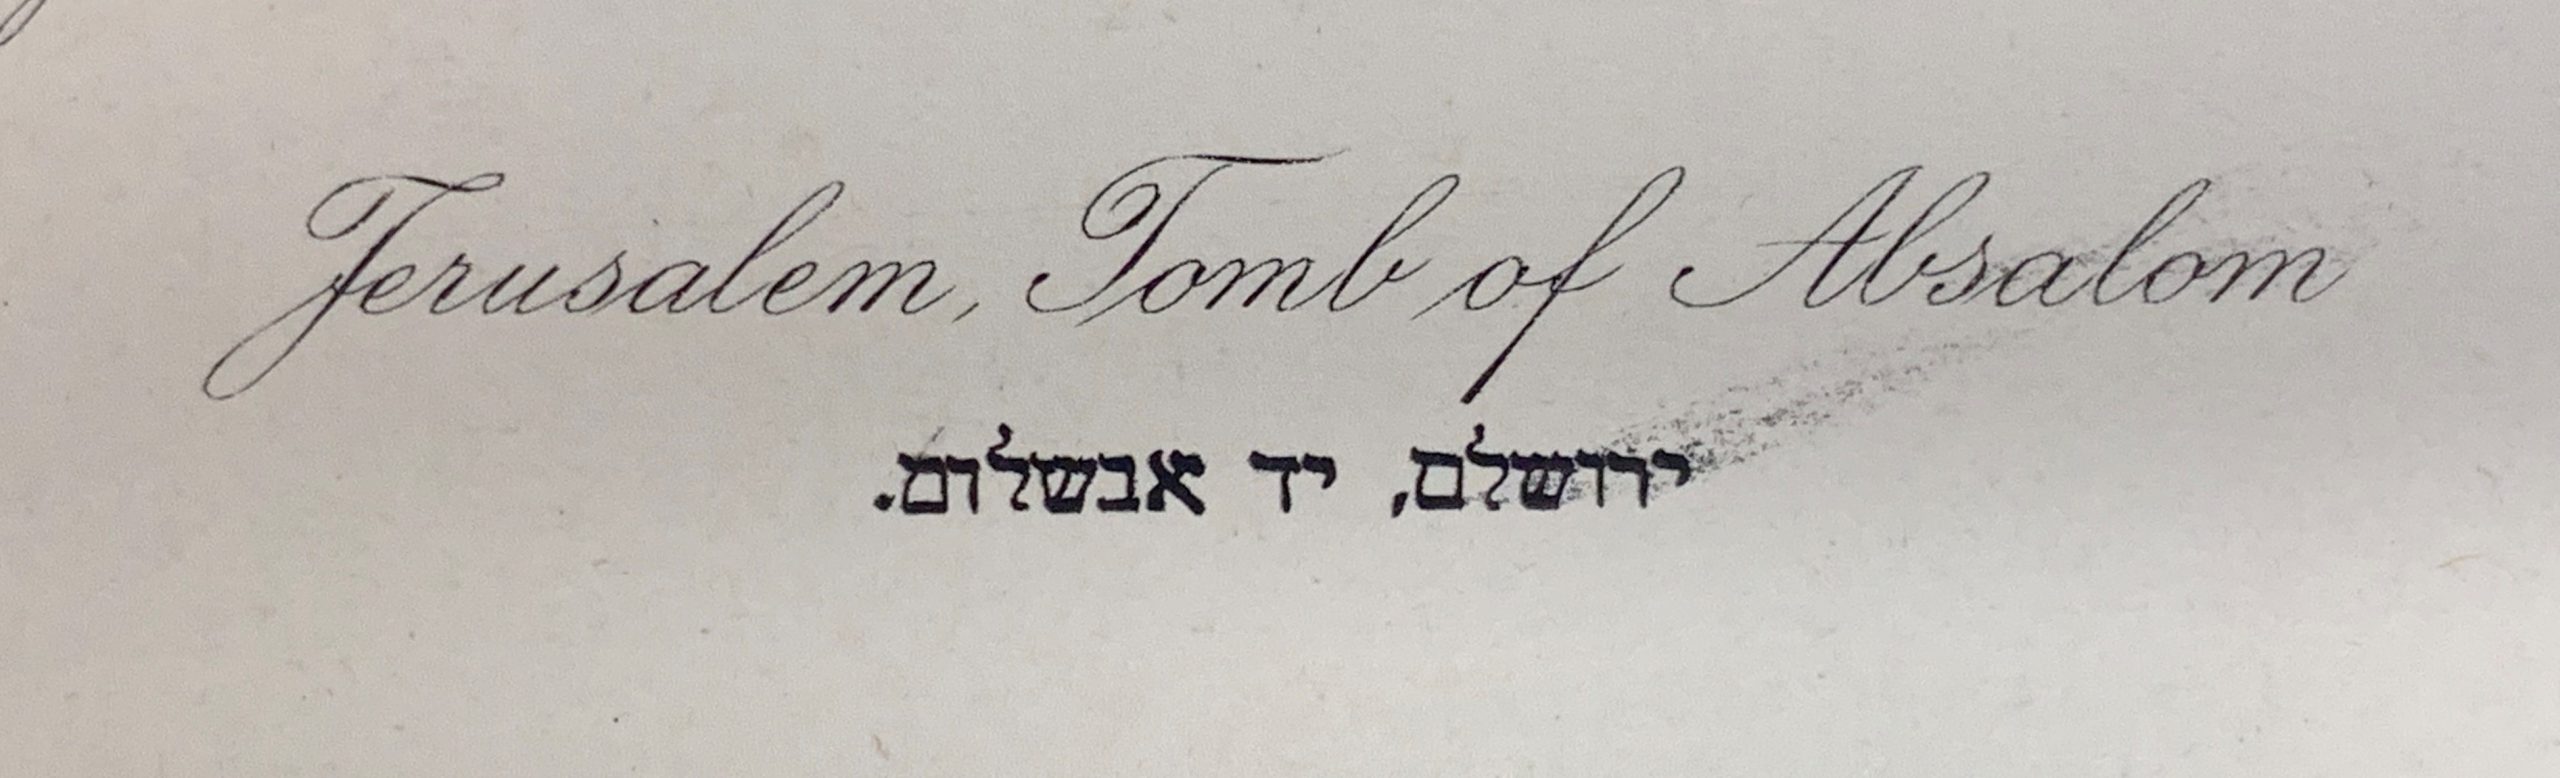 Jerusalem, Tomb of Absalom
ירושלם, יד אבשלום.